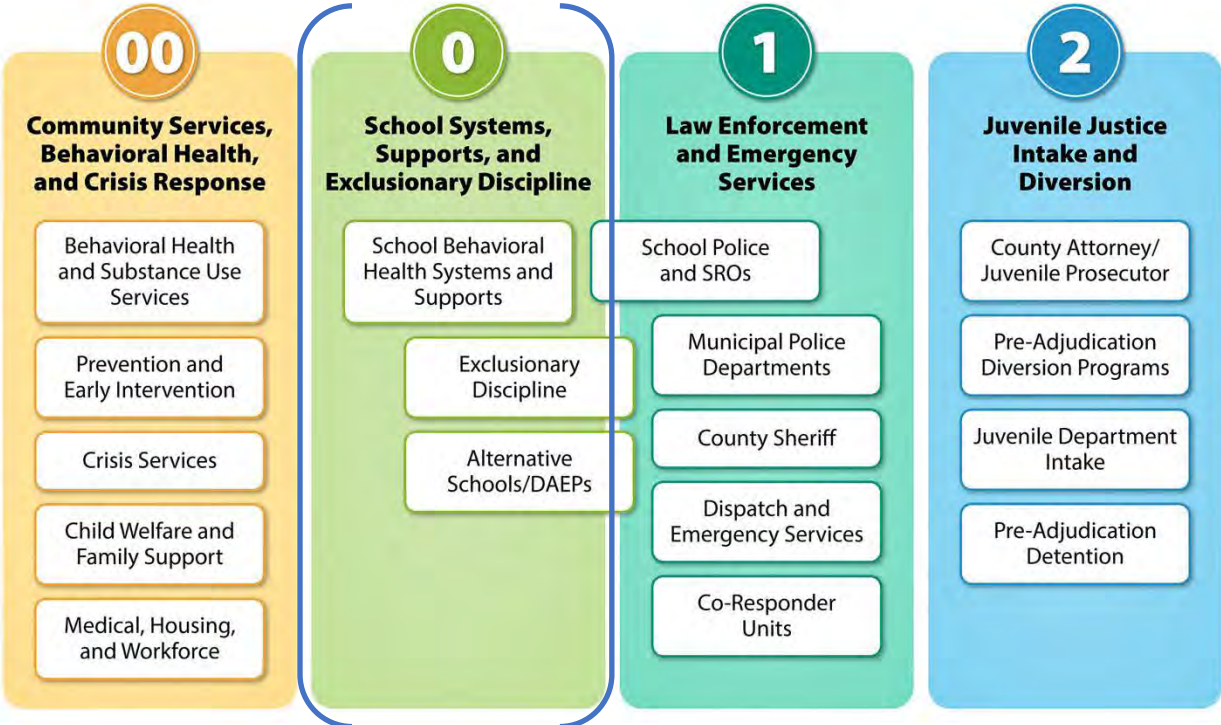 00
Community Services,
Behavioral Health,
and Crisis Response
Behavioral Health
and Substance Use
Services
Prevention and
Early Intervention
Crisis Services
Child Welfare and
Family Support
Medical, Housing,
and Workforce
0
School Systems,
Supports, and
Exclusionary Discipline
School Behavioral
Health Systems and
Supports
Exclusionary
Discipline
Alternative
Schools/DAEPs
1
Law Enforcement
and Emergency
Services
School Police
and SROs
Municipal Police
Departments
County Sheriff
Dispatch and
Emergency Services
Co-Responder
Units
2
Juvenile Justice
Intake and
Diversion
County Attorney/
Juvenile Prosecutor
Pre-Adjudication
Diversion Programs
Juvenile Department
Intake
Pre-Adjudication
Detention